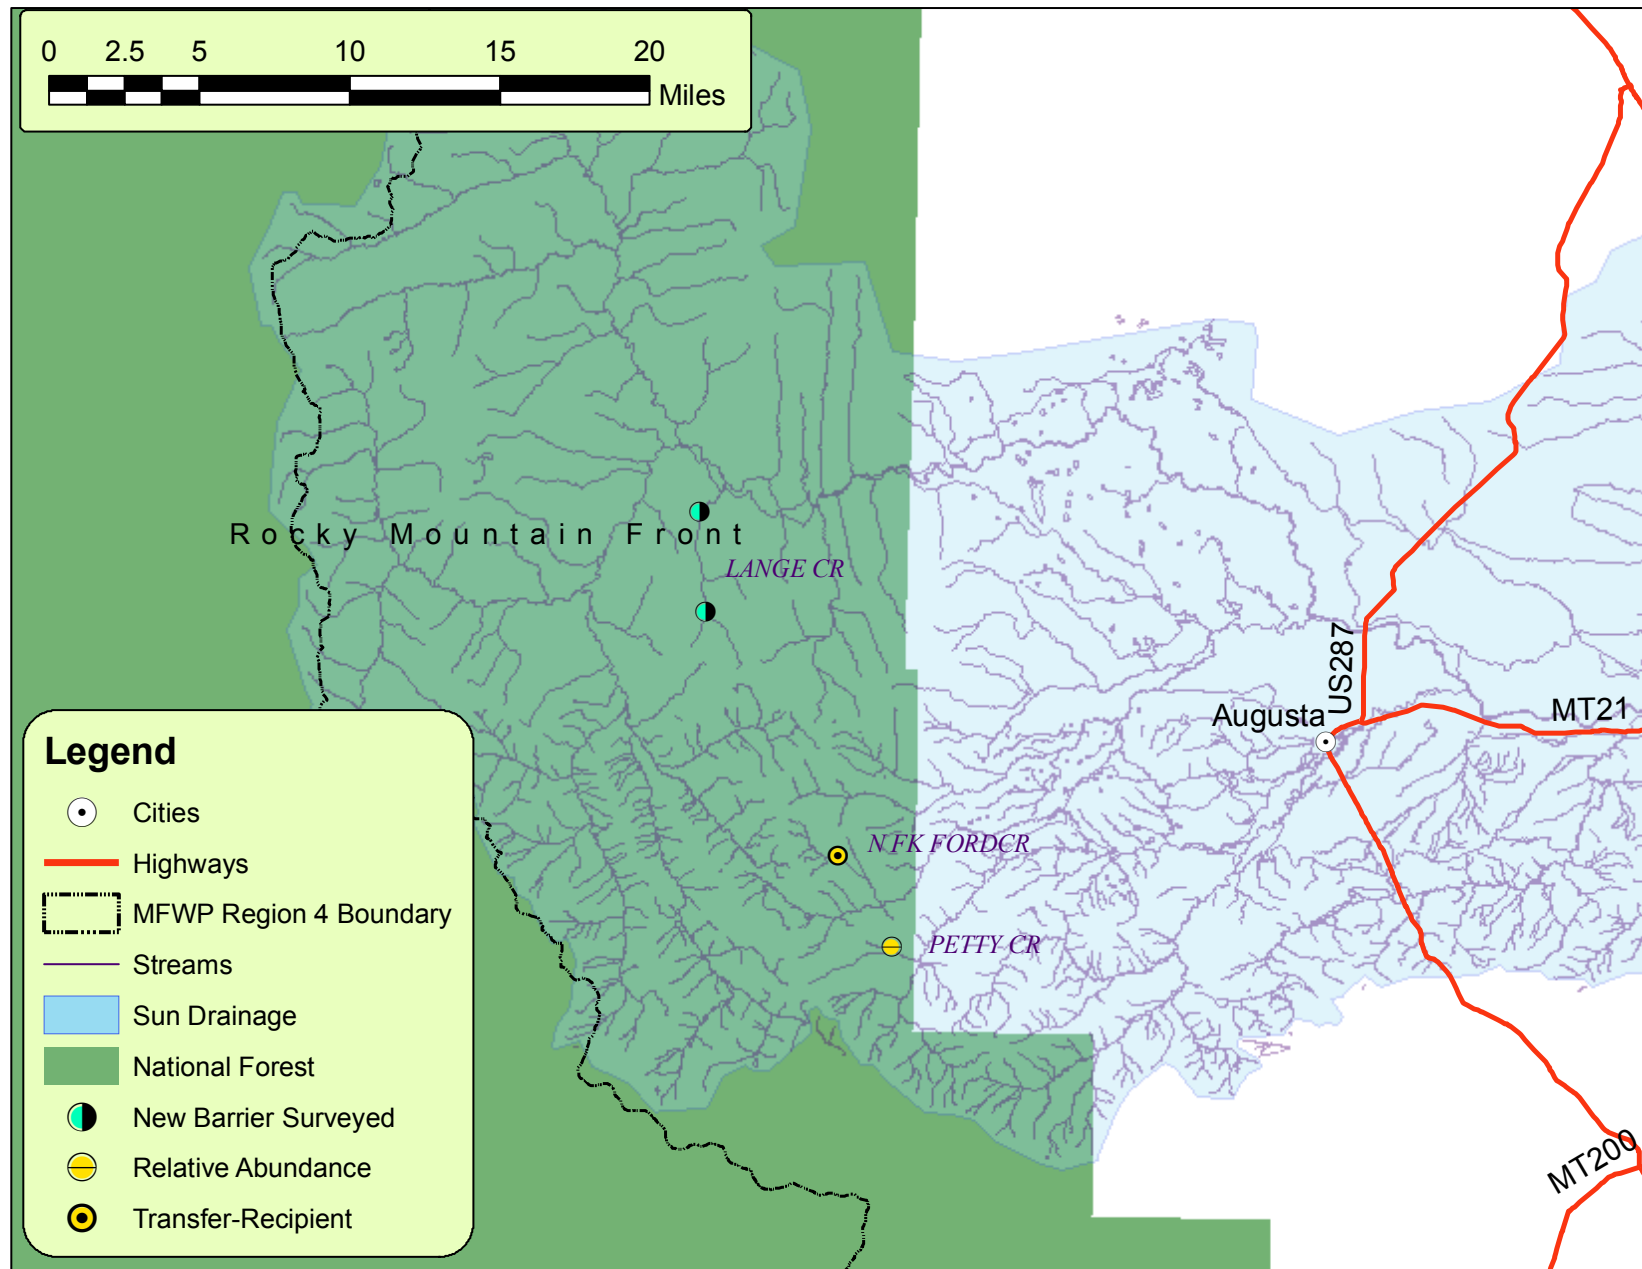 0 2.5 5 10 15 20
Miles
Rocky Mountain Front
LANGE CR
US287
Augusta
MT21
N FK FORDCR
PETTY CR
MT200
Legend
Cities
Highways
MFWP Region 4 Boundary
Streams
Sun Drainage
National Forest
New Barrier Surveyed
Relative Abundance
Transfer-Recipient